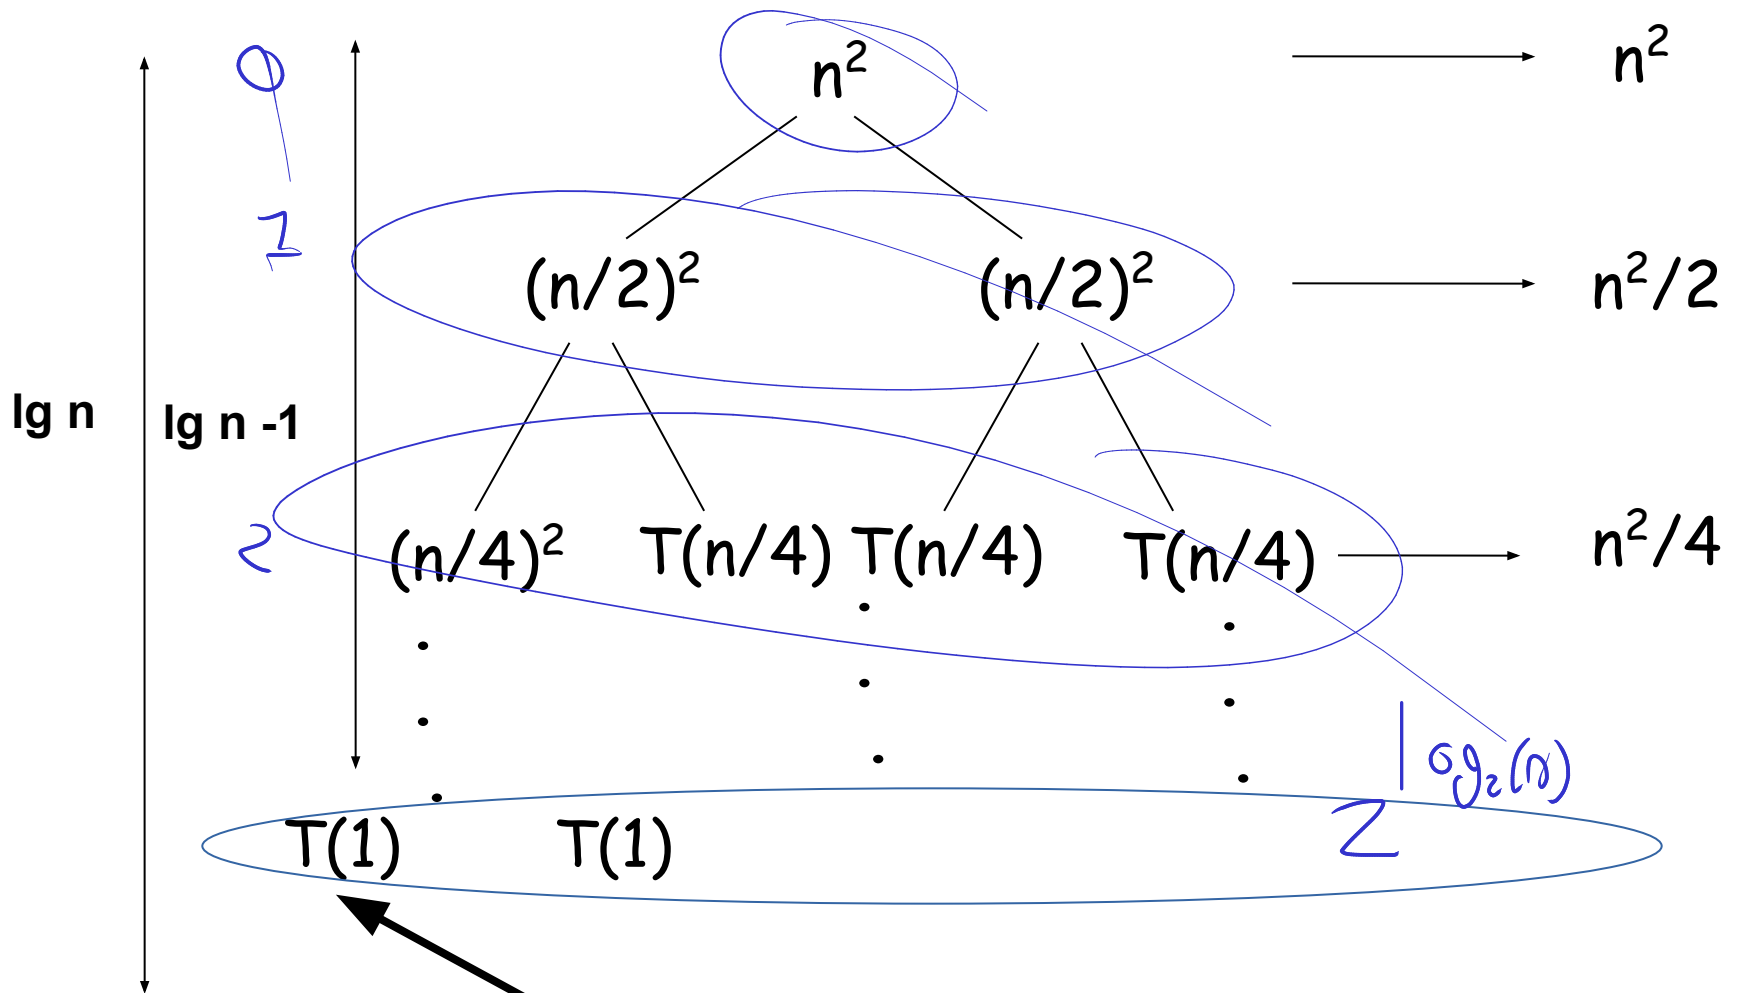 0
n² n²
1
(n/2)² (n/2)² n²/2
lg n lg n -1
2 (n/4)² T(n/4) T(n/4) T(n/4) n²/4
2 log₂(n)
T(1) T(1)